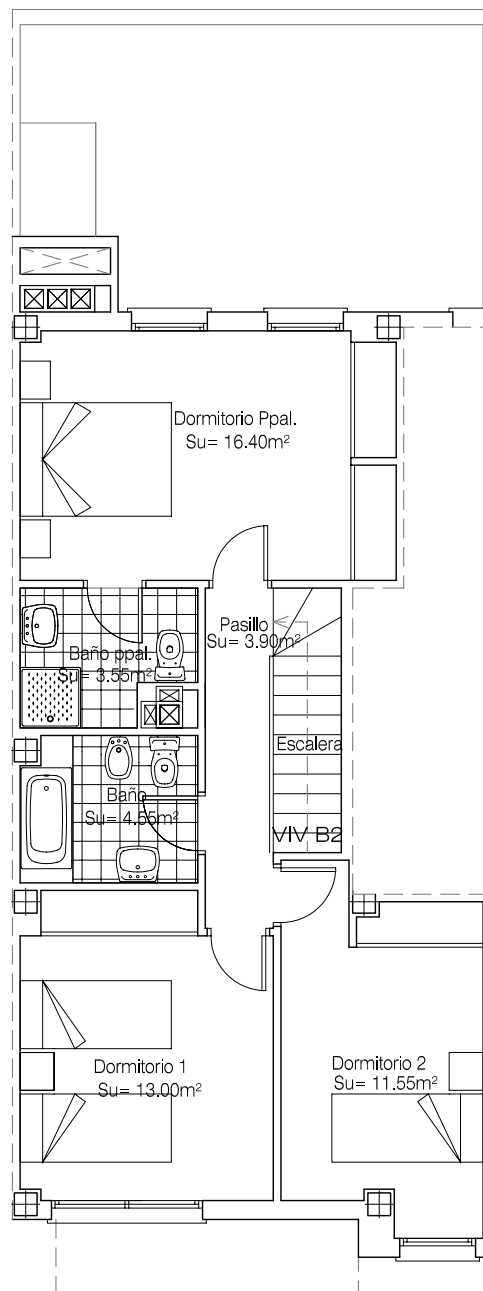 Dormitorio Ppal.
Su= 16.40m²
Pasillo
Su= 3.90m²
Baño ppal.
Su= 3.55m²
Escalera
Baño
Su= 4.55m²
VIV B2
Dormitorio 1
Su= 13.00m²
Dormitorio 2
Su= 11.55m²